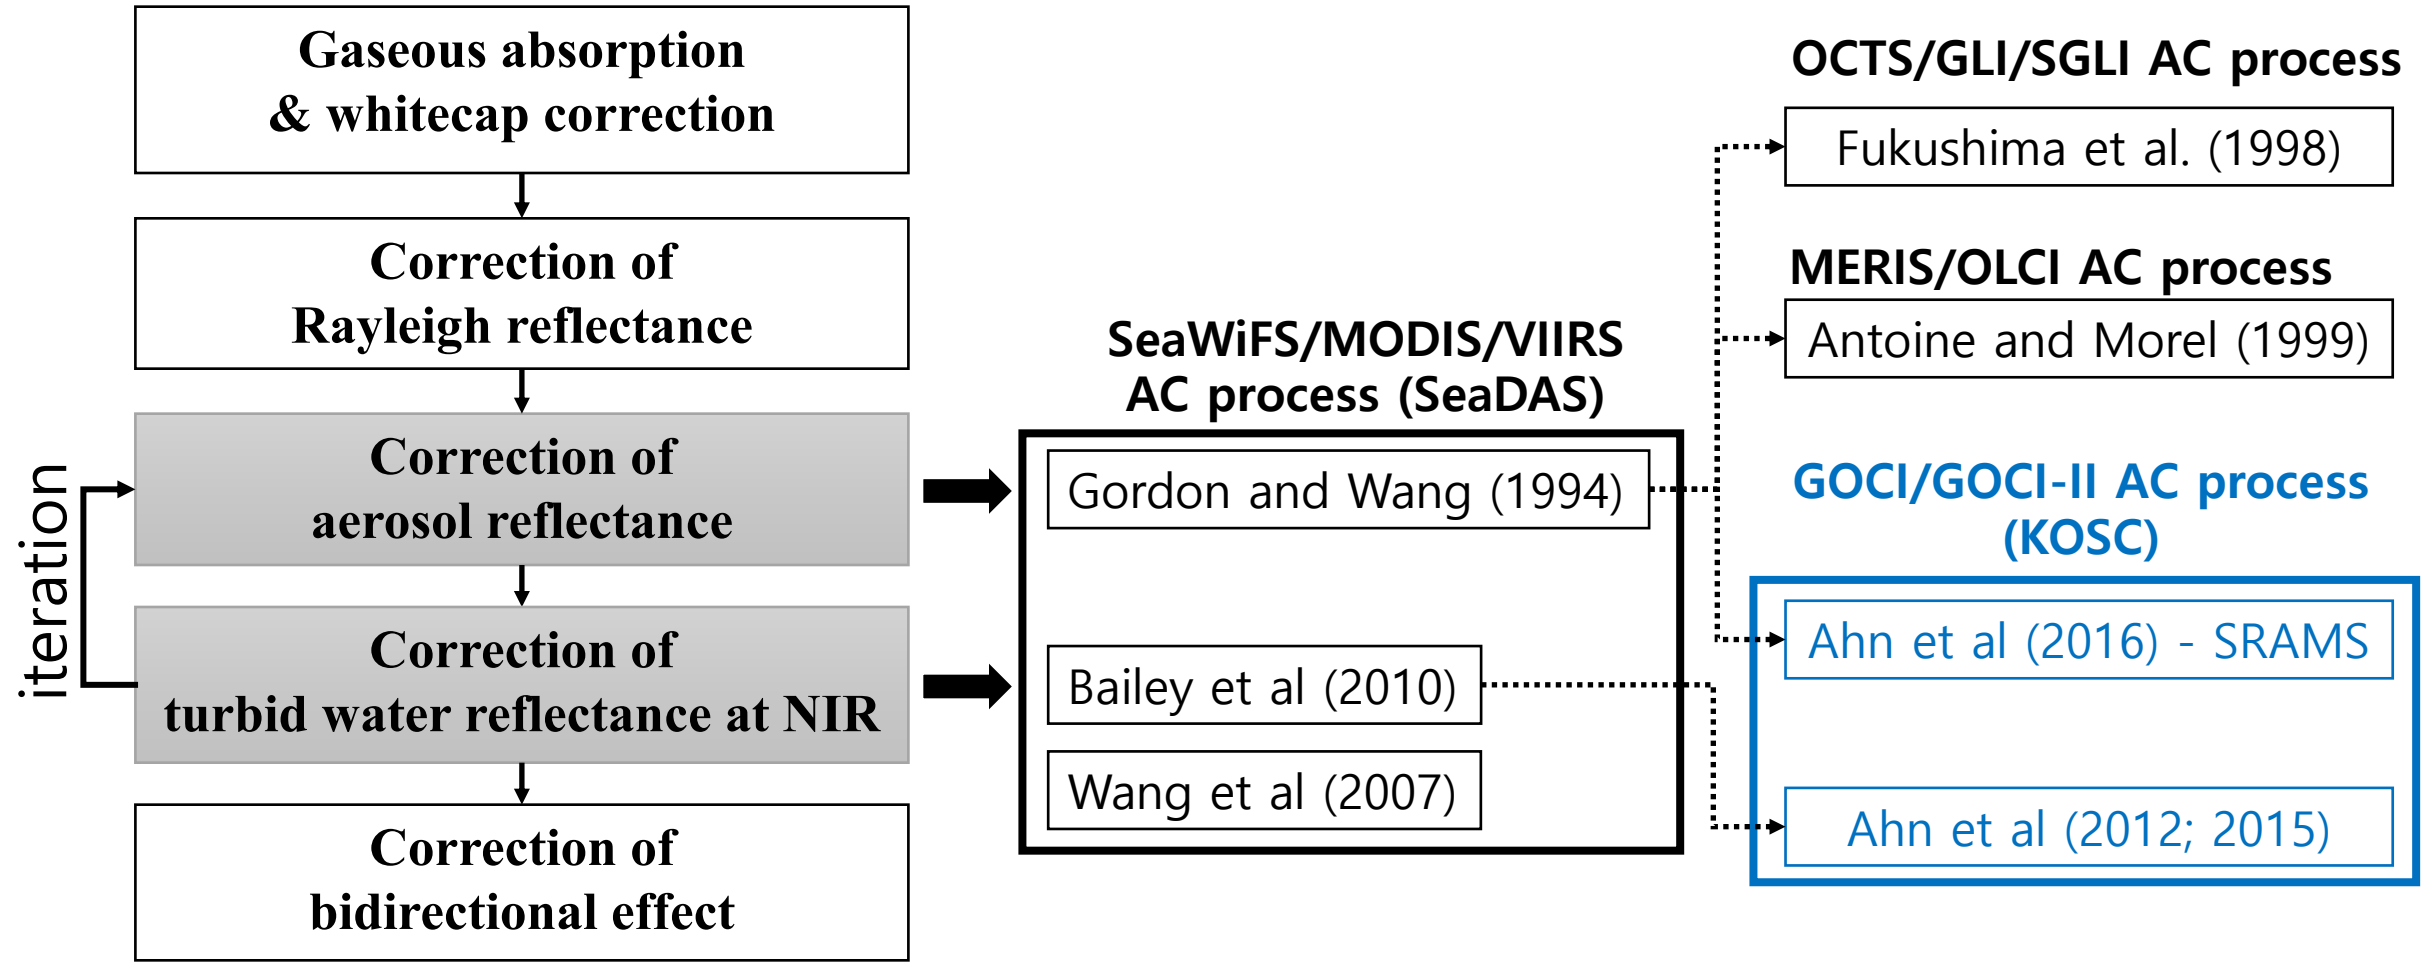 Gaseous absorption
& whitecap correction
Correction of
Rayleigh reflectance
Correction of
aerosol reflectance
Correction of
turbid water reflectance at NIR
Correction of
bidirectional effect
iteration
SeaWiFS/MODIS/VIIRS
AC process (SeaDAS)
Gordon and Wang (1994)
Bailey et al (2010)
Wang et al (2007)
OCTS/GLI/SGLI AC process
Fukushima et al. (1998)
MERIS/OLCI AC process
Antoine and Morel (1999)
GOCI/GOCI-II AC process
(KOSC)
Ahn et al (2016) - SRAMS
Ahn et al (2012; 2015)